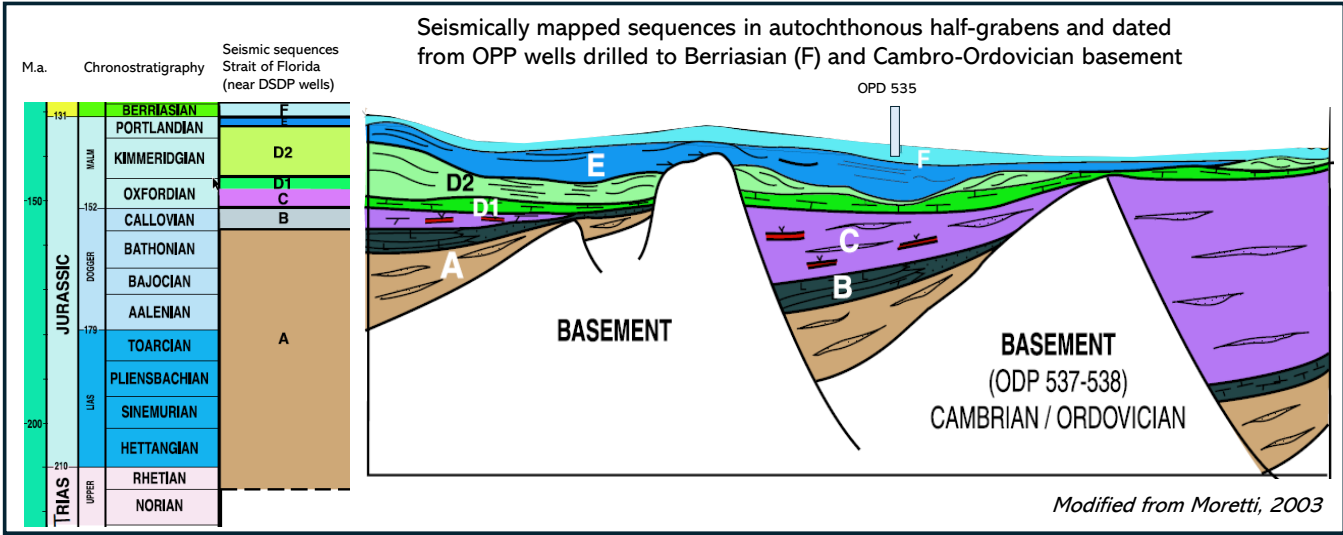 Seismically mapped sequences in autochthonous half-grabens and dated
from OPP wells drilled to Berriasian (F) and Cambro-Ordovician basement
M.a.
Chronostratigraphy
Seismic sequences
Strait of Florida
(near DSDP wells)
OPD 535
BERRIASIAN
F
131
PORTLANDIAN
E
MALM
KIMMERIDGIAN
D2
D1
OXFORDIAN
C
150
152
CALLOVIAN
B
JURASSIC
DOGGER
BATHONIAN
BAJOCIAN
AALENIAN
179
A
LIAS
TOARCIAN
PLIENSBACHIAN
SINEMURIAN
200
HETTANGIAN
210
TRIAS
UPPER
RHETIAN
NORIAN
F
E
D2
D1
C
A
B
BASEMENT
BASEMENT
(ODP 537-538)
CAMBRIAN / ORDOVICIAN
Modified from Moretti, 2003